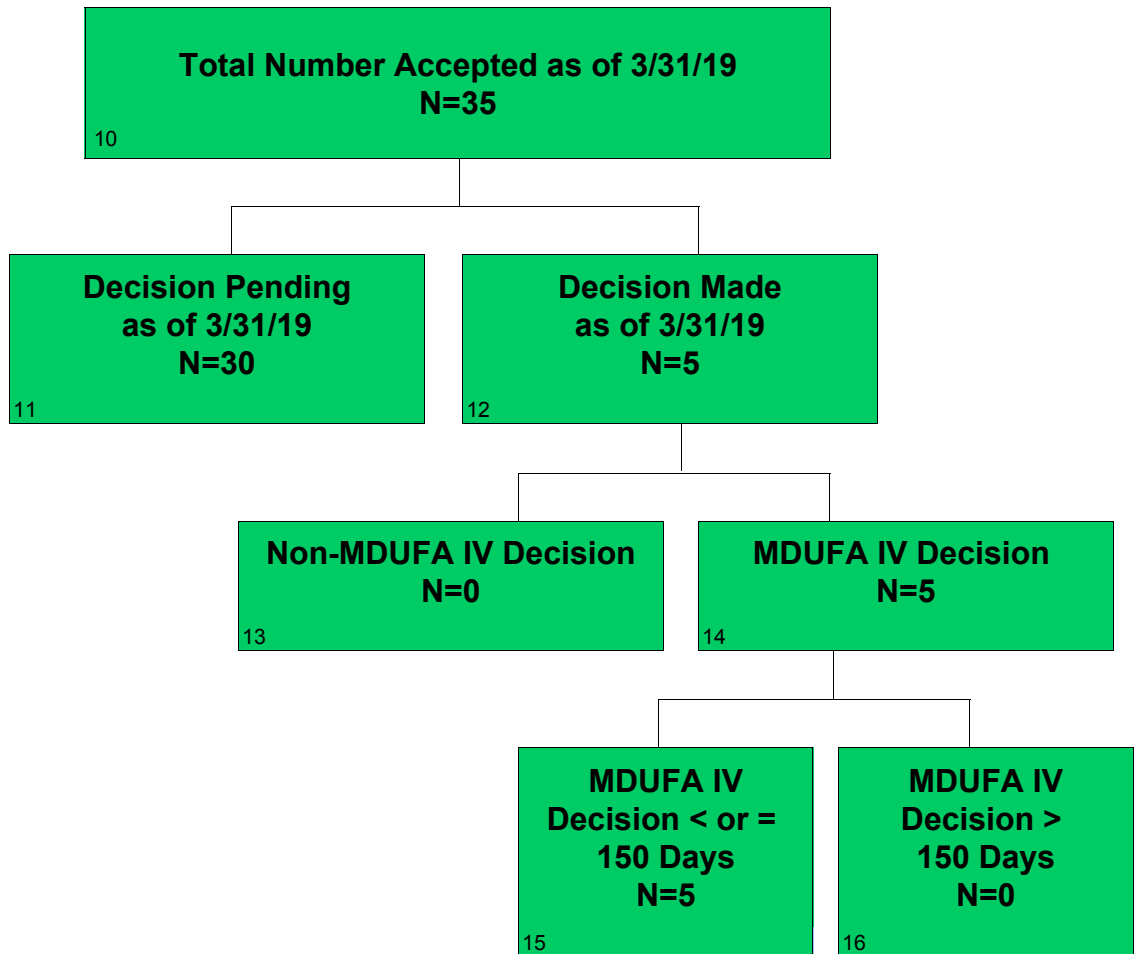 Total Number Accepted as of 3/31/19
N=35
10
Decision Pending
as of 3/31/19
N=30
11
Decision Made
as of 3/31/19
N=5
12
Non-MDUFA IV Decision
N=0
13
MDUFA IV Decision
N=5
14
MDUFA IV
Decision < or =
150 Days
N=5
15
MDUFA IV
Decision >
150 Days
N=0
16